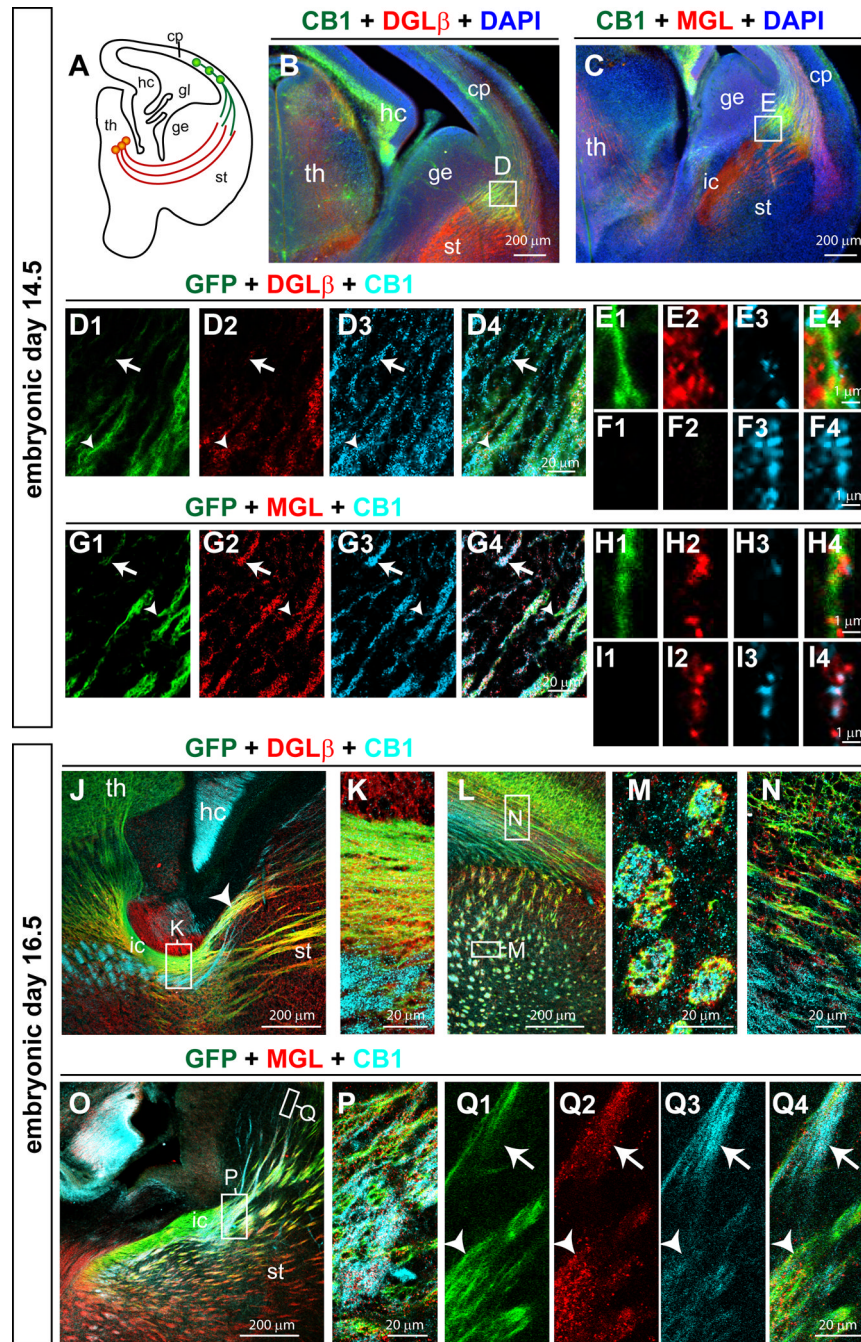 CB1 + DGLβ + DAPI
CB1 + MGL + DAPI
A
cp
hc
gl
th
ge
st
B
cp
hc
ge
th
D
st
200 μm
C
cp
ge
E
th
ic
st
200 μm
embryonic day 14.5
GFP + DGLβ + CB1
D1
D2
D3
D4
20 μm
E1
E2
E3
E4
1 μm
F1
F2
F3
F4
1 μm
GFP + MGL + CB1
G1
G2
G3
G4
20 μm
H1
H2
H3
H4
1 μm
I1
I2
I3
I4
1 μm
embryonic day 16.5
GFP + DGLβ + CB1
J
th
hc
K
ic
st
200 μm
K
20 μm
L
N
M
200 μm
M
20 μm
N
20 μm
GFP + MGL + CB1
O
Q
P
ic
st
200 μm
P
20 μm
Q1
Q2
Q3
Q4
20 μm